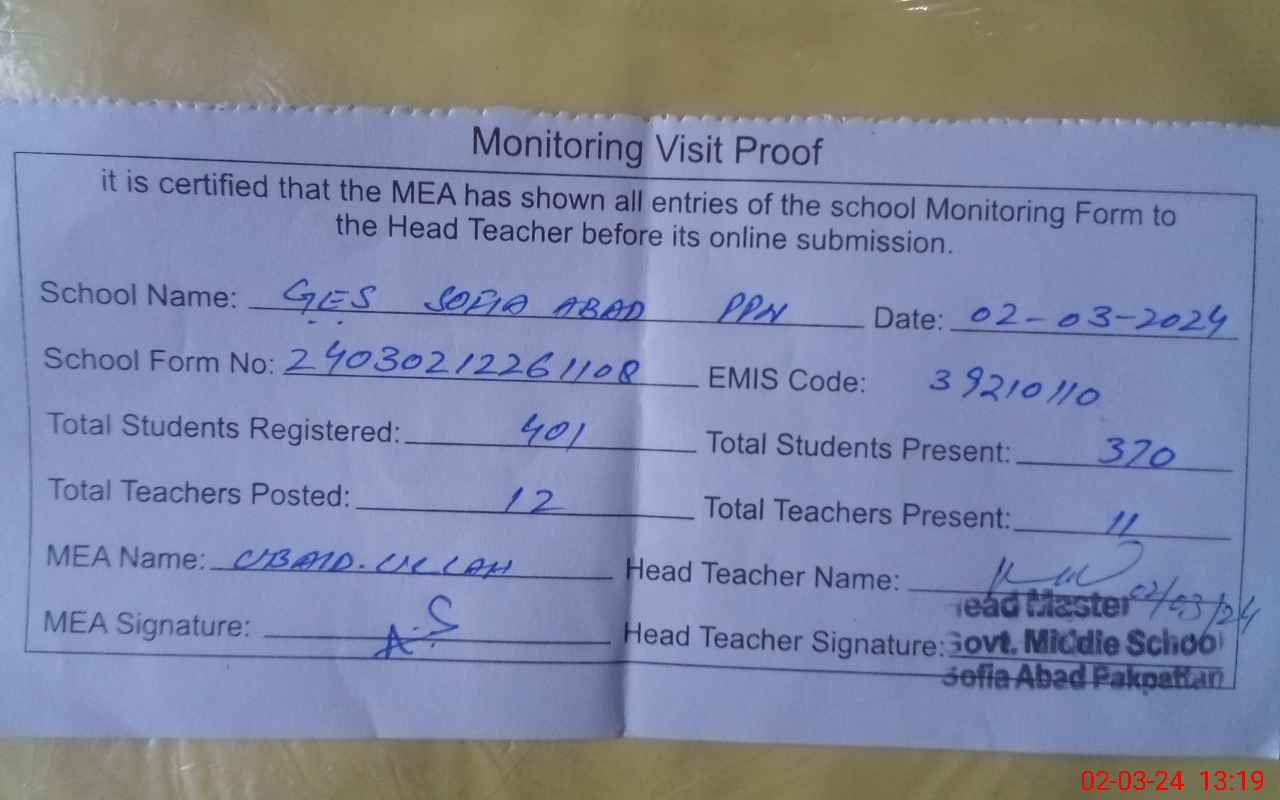 Monitoring Visit Proof
it is certified that the MEA has shown all entries of the school Monitoring Form to
the Head Teacher before its online submission.
School Name: GES SOFIA ABAD PPN Date: 02-03-2024
School Form No: 2403021226 1108 EMIS Code: 39210110
Total Students Registered: 401 Total Students Present: 370
Total Teachers Posted: 12 Total Teachers Present: 11
MEA Name: UBAID.ULLAH Head Teacher Name:
02/03/24
MEA Signature: A.S Head Teacher Signature:
Head Master
Govt. Middle School
Sofia Abad Pakpattan
02-03-24 13:19